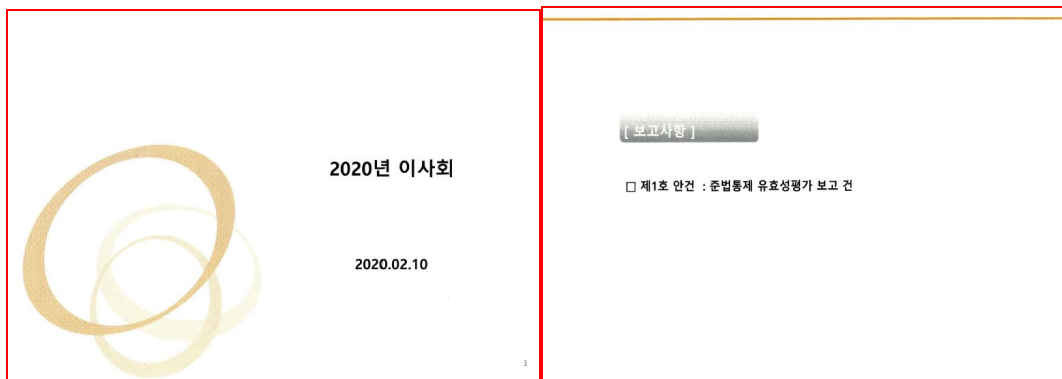 2020년 이사회
2020.02.10
1
[ 보고사항 ]
□ 제1호 안건 : 준법통제 유효성평가 보고 건